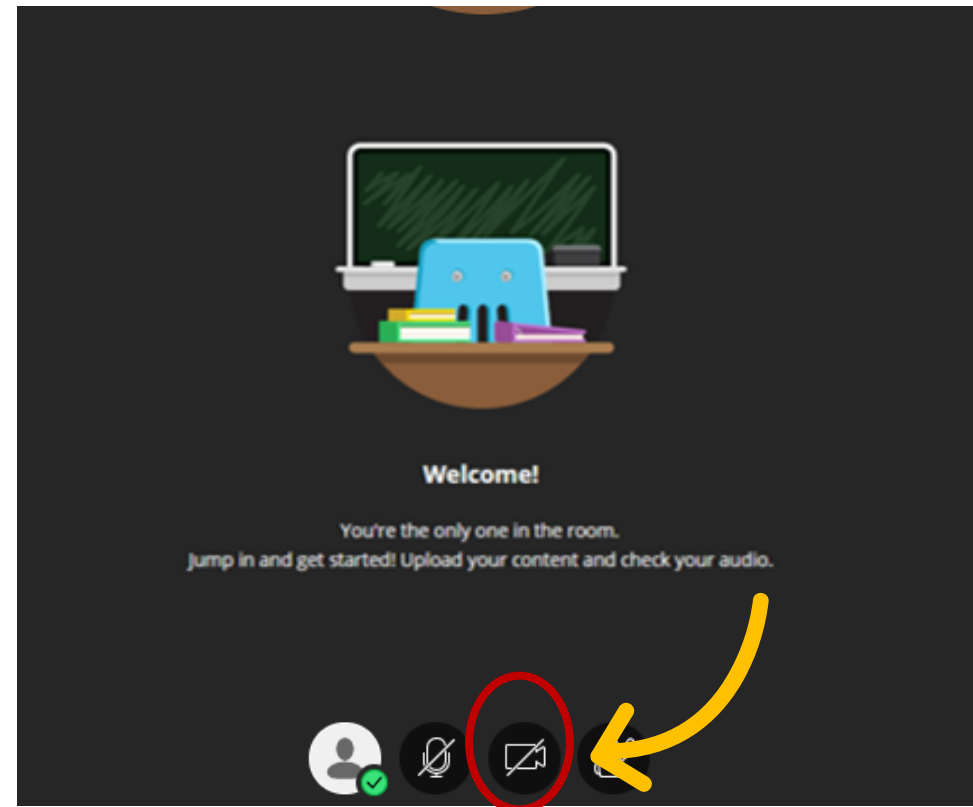 Welcome!
You're the only one in the room.
Jump in and get started! Upload your content and check your audio.